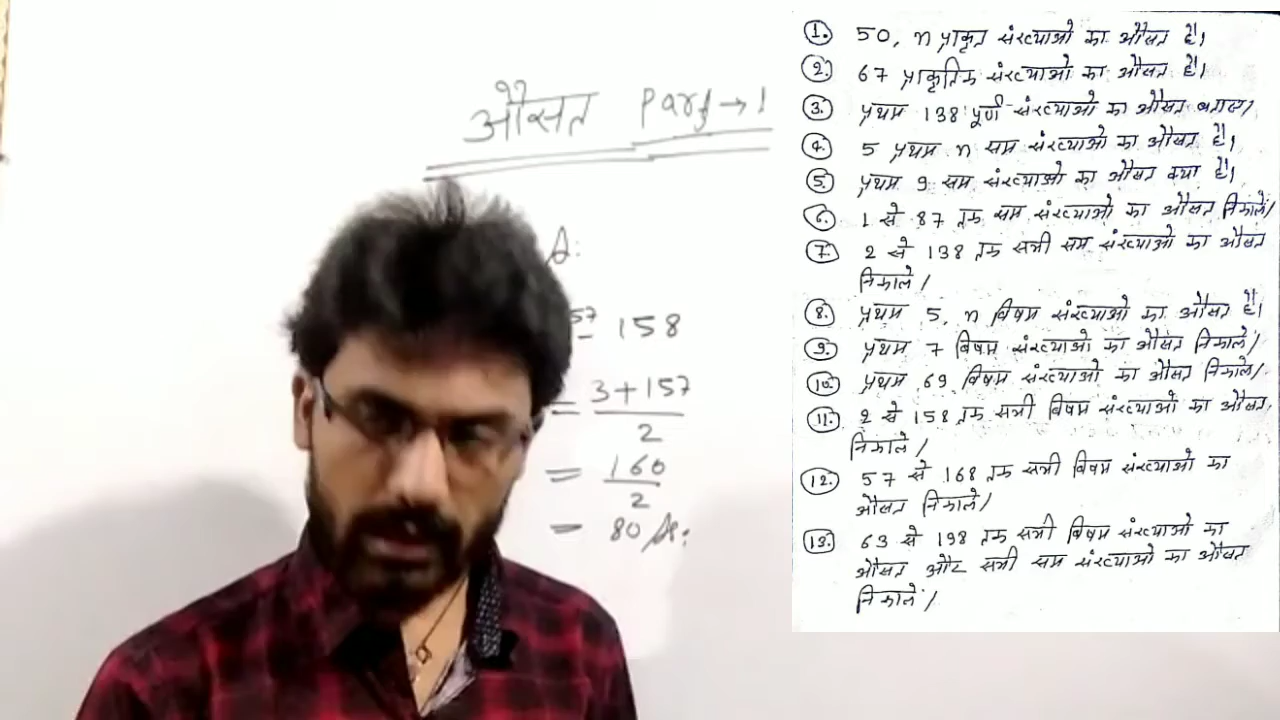 औसत Part → 1
158
= 3+157
2
= 160
2
= 80
1. 50, n प्राकृत संख्याओ का औसत है।
2. 67 प्राकृतिक संख्याओ का औसत है।
3. प्रथम 138 पूर्ण संख्याओ का औसत
4. 5 प्रथम n सम संख्याओ का औसत है।
5. प्रथम 9 सम संख्याओ का औसत क्या है।
6. 1 से 87 तक सम संख्याओ का औसत निकाले।
7. 2 से 138 तक सभी सम संख्याओ का औसत
निकाले।
8. प्रथम 5, n विषम संख्याओ का औसत है।
9. प्रथम 7 विषम संख्याओ का औसत निकाले।
10. प्रथम 69 विषम संख्याओ का औसत निकाले।
11. 2 से 158 तक सभी विषम संख्याओ का औसत
निकाले।
12. 57 से 168 तक सभी विषम संख्याओ का
औसत निकाले।
13. 63 से 198 तक सभी विषम संख्याओ का
औसत और सभी सम संख्याओ का औसत
निकाले।